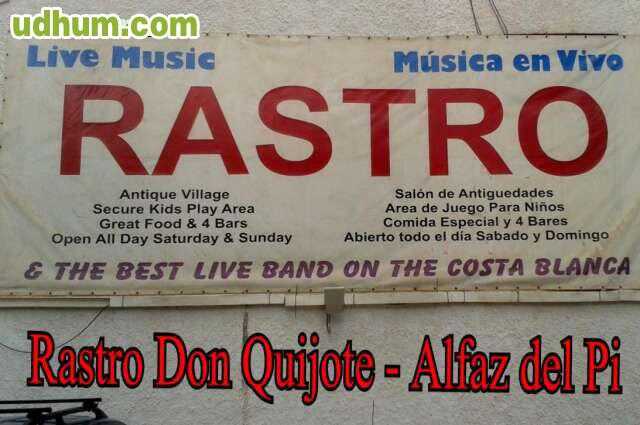 udhum.com
Live Music
Música en Vivo
RASTRO
Antique Village
Secure Kids Play Area
Great Food & 4 Bars
Open All Day Saturday & Sunday
Salón de Antiguedades
Area de Juego Para Niños
Comida Especial y 4 Bares
Abierto todo el día Sabado y Domingo
& THE BEST LIVE BAND ON THE COSTA BLANCA
Rastro Don Quijote - Alfaz del Pi